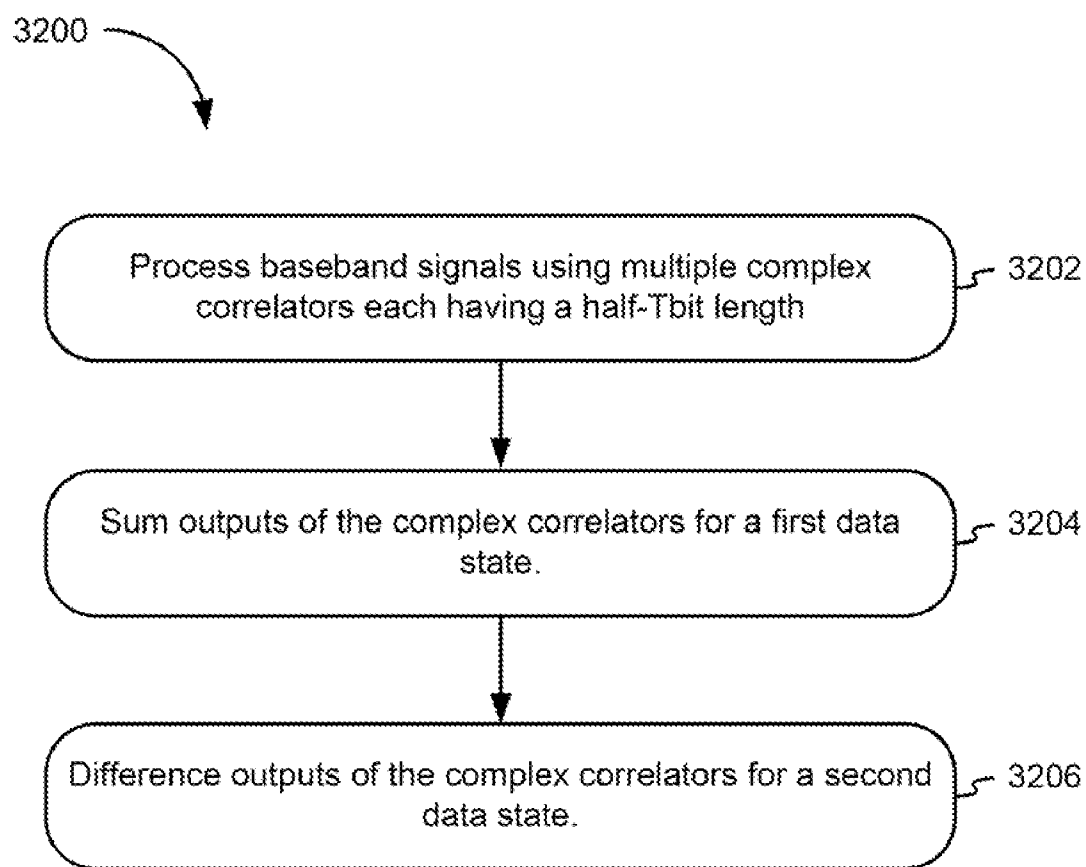 3200
Process baseband signals using multiple complex
correlators each having a half-Tbit length
3202
Sum outputs of the complex correlators for a first data
state.
3204
Difference outputs of the complex correlators for a second
data state.
3206